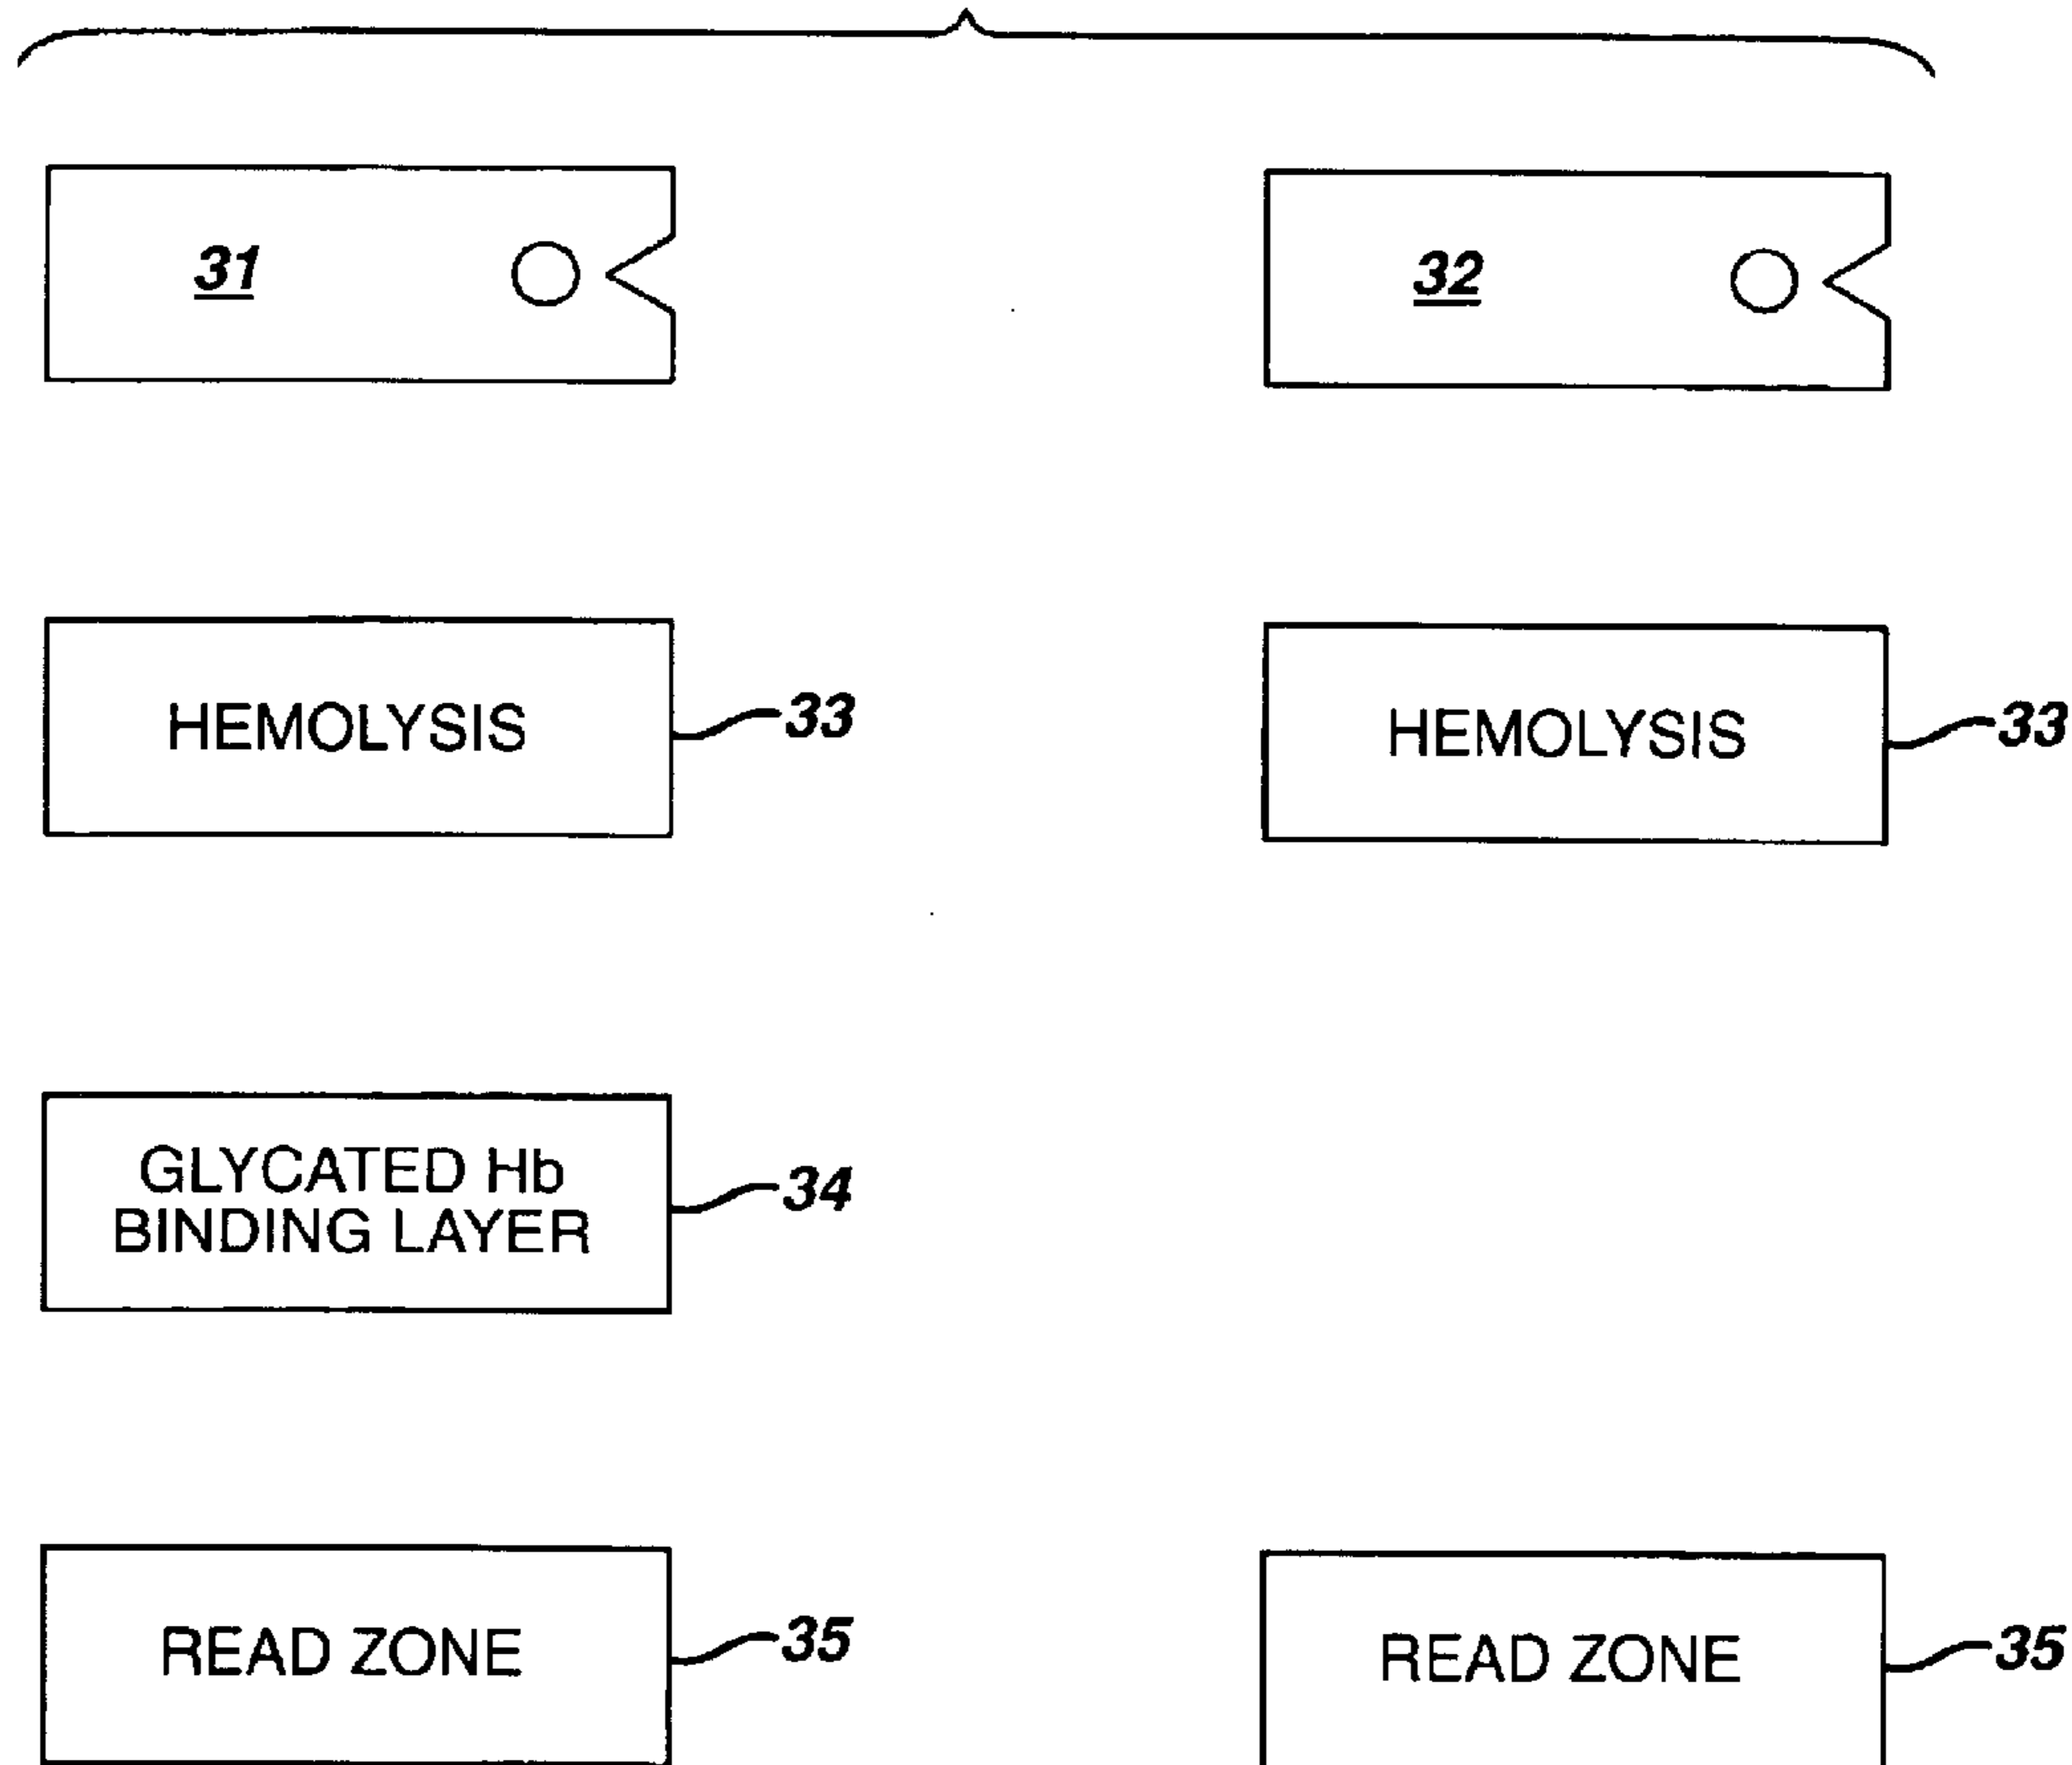 31
32
HEMOLYSIS
33
HEMOLYSIS
33
GLYCATED Hb
BINDING LAYER
34
READ ZONE
35
READ ZONE
35